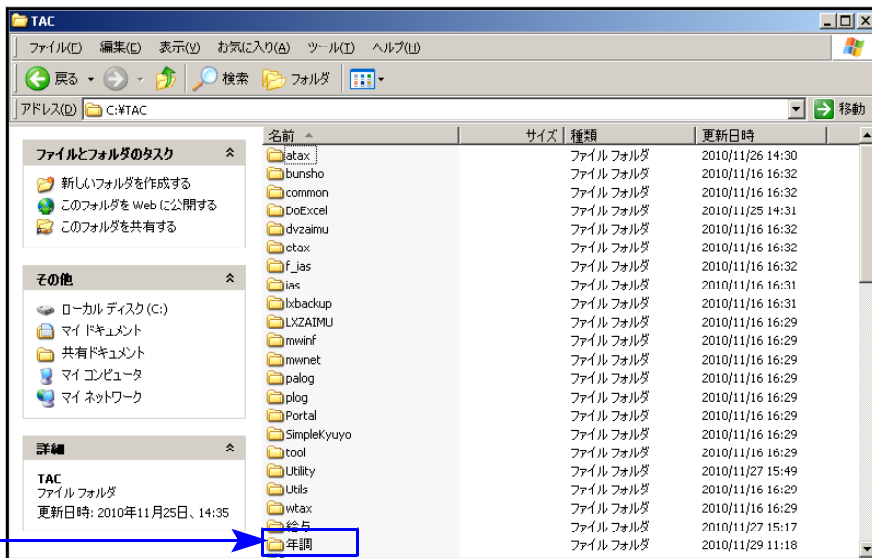 TAC
ファイル(F) 編集(E) 表示(V) お気に入り(A) ツール(T) ヘルプ(H)
戻る 検索 フォルダ
アドレス(D) C:¥TAC 移動
ファイルとフォルダのタスク
新しいフォルダを作成する
このフォルダを Web に公開する
このフォルダを共有する
その他
ローカル ディスク (C:)
マイ ドキュメント
共有ドキュメント
マイ コンピュータ
マイ ネットワーク
詳細
TAC
ファイル フォルダ
更新日時: 2010年11月25日、14:35
名前 サイズ 種類 更新日時
atax ファイル フォルダ 2010/11/26 14:30
bunsho ファイル フォルダ 2010/11/16 16:32
common ファイル フォルダ 2010/11/16 16:32
DoExcel ファイル フォルダ 2010/11/25 14:31
dvzaimu ファイル フォルダ 2010/11/16 16:32
ctax ファイル フォルダ 2010/11/16 16:32
f_ias ファイル フォルダ 2010/11/16 16:32
ias ファイル フォルダ 2010/11/16 16:31
lxbackup ファイル フォルダ 2010/11/16 16:31
LXZAIMU ファイル フォルダ 2010/11/16 16:29
mwinf ファイル フォルダ 2010/11/16 16:29
mwnet ファイル フォルダ 2010/11/16 16:29
palog ファイル フォルダ 2010/11/16 16:29
plog ファイル フォルダ 2010/11/16 16:29
Portal ファイル フォルダ 2010/11/16 16:29
SimpleKyuyo ファイル フォルダ 2010/11/16 16:29
tool ファイル フォルダ 2010/11/16 16:29
Utility ファイル フォルダ 2010/11/27 15:49
Utils ファイル フォルダ 2010/11/16 16:29
wtax ファイル フォルダ 2010/11/16 16:29
給与 ファイル フォルダ 2010/11/27 15:17
年調 ファイル フォルダ 2010/11/29 11:18